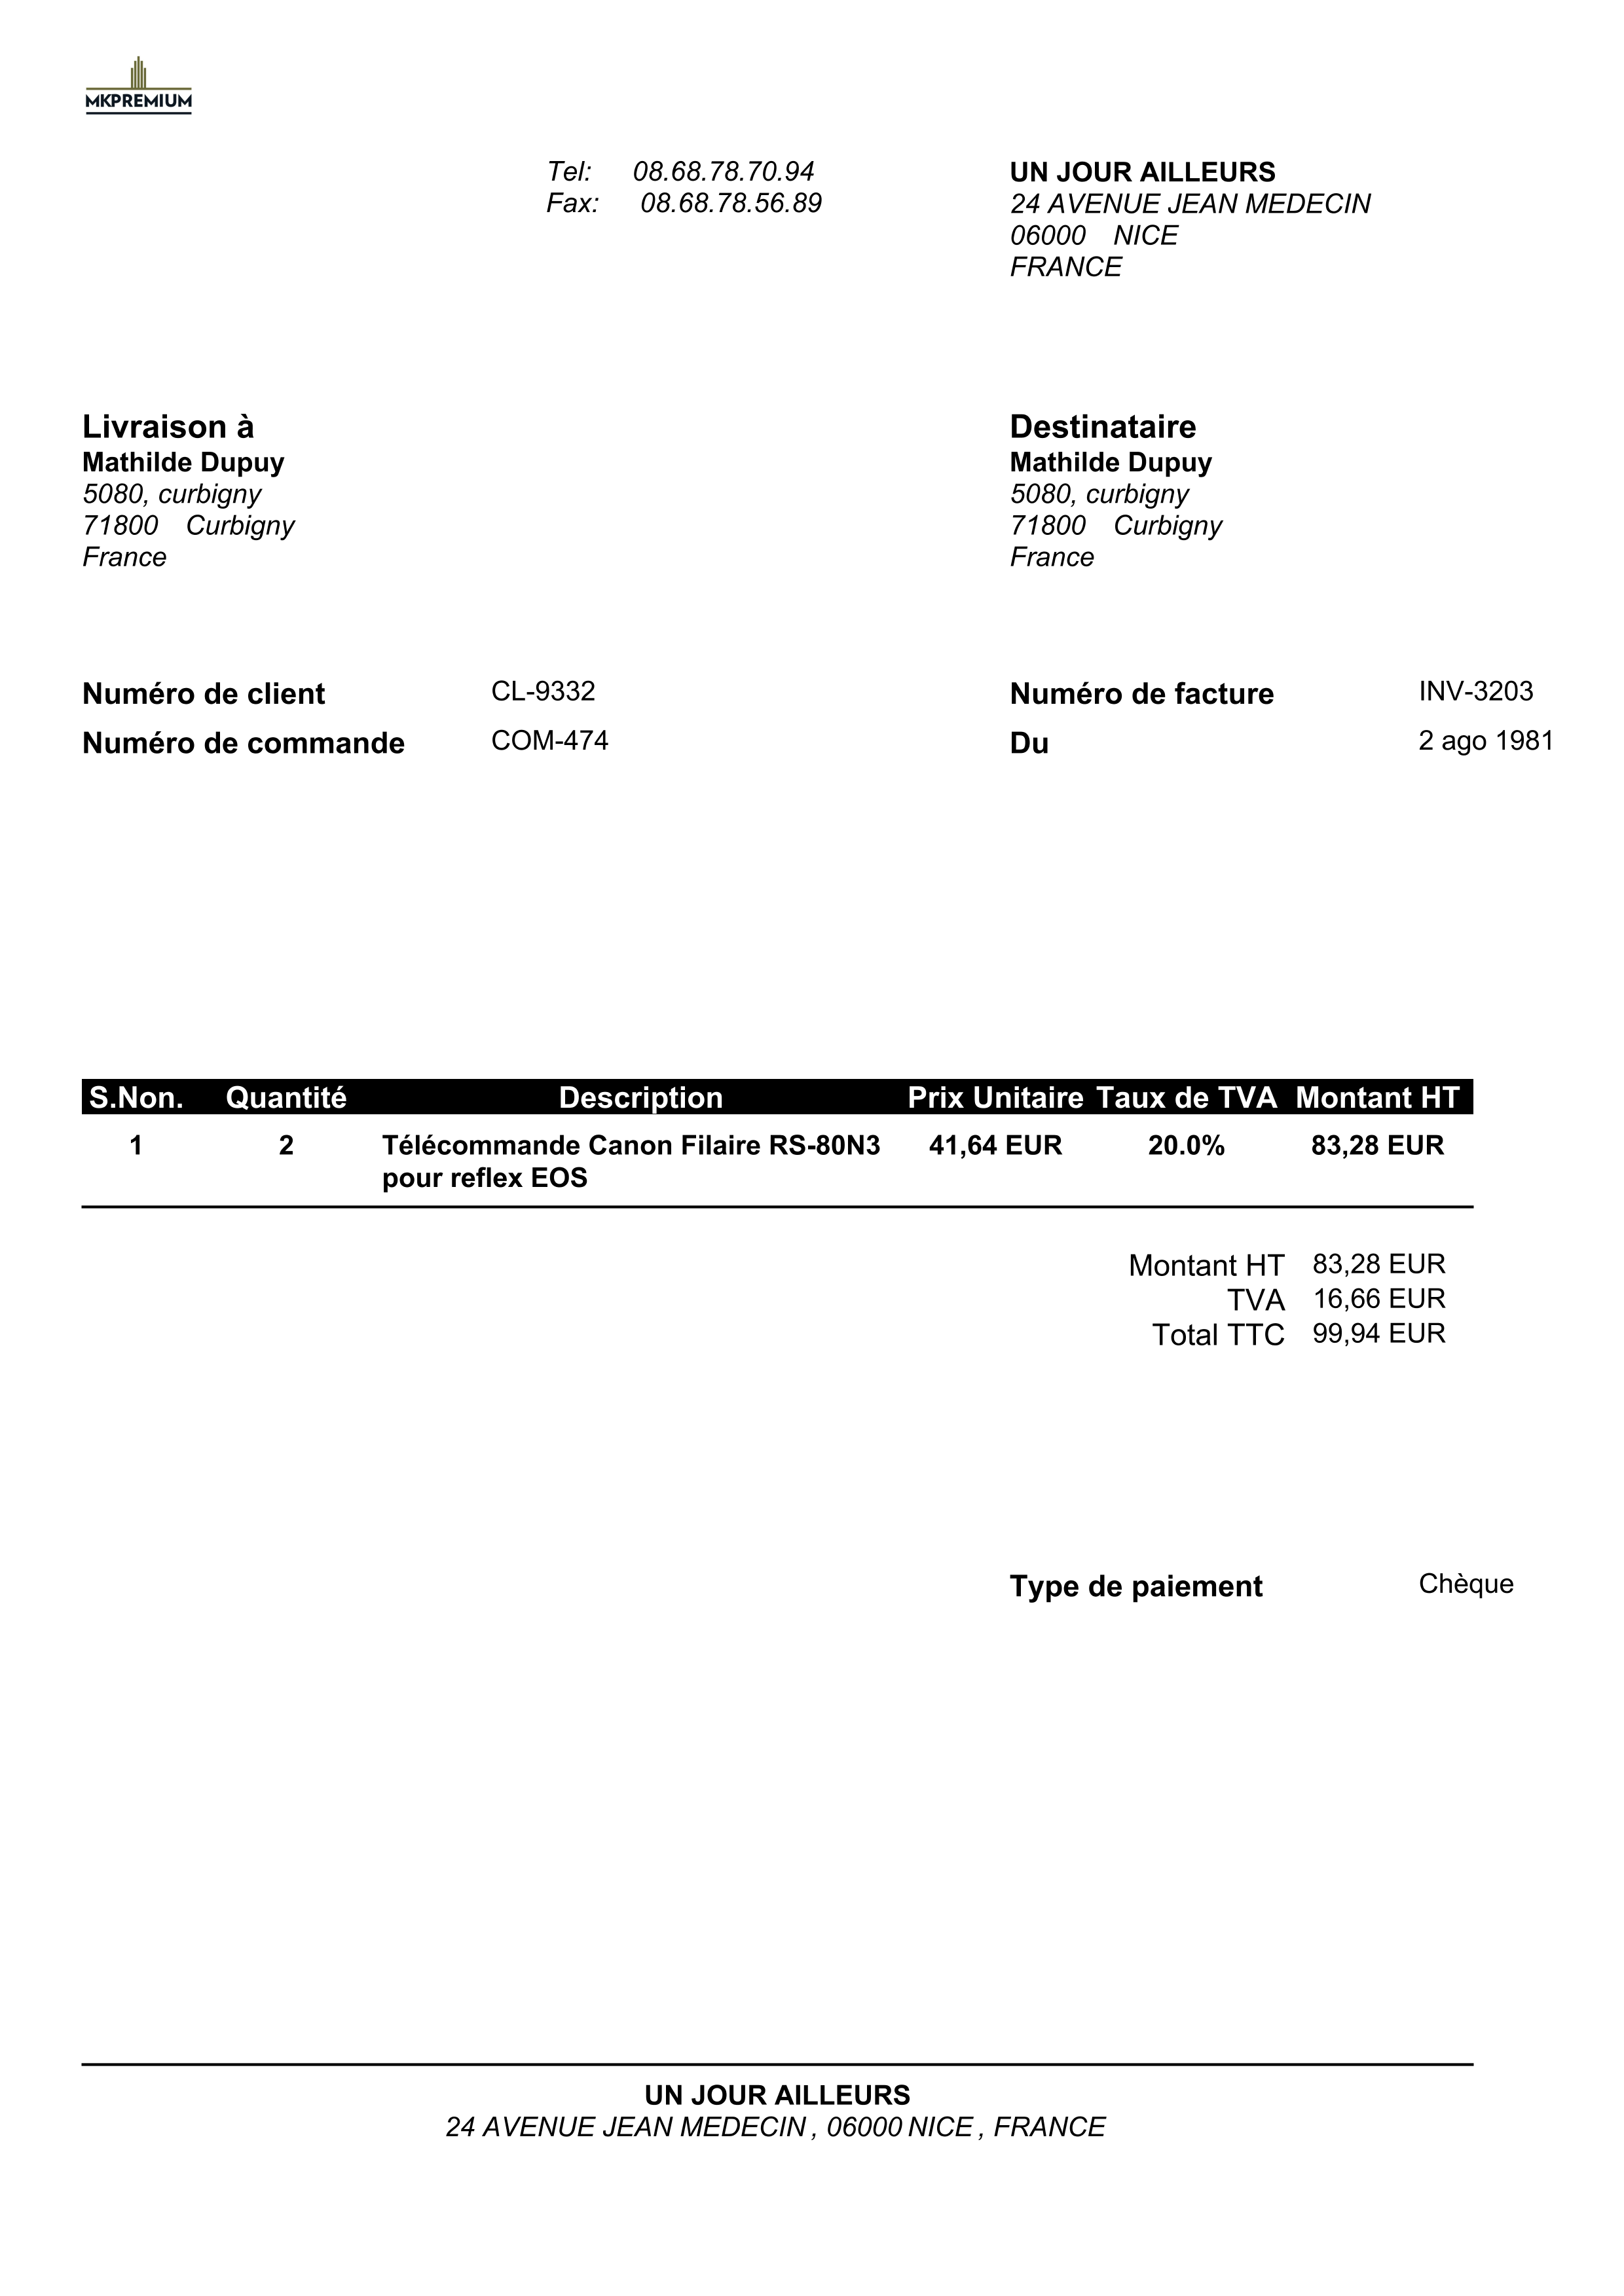 MKPREMIUM
Tel: 08.68.78.70.94
Fax: 08.68.78.56.89
UN JOUR AILLEURS
24 AVENUE JEAN MEDECIN
06000 NICE
FRANCE
Livraison à
Mathilde Dupuy
5080, curbigny
71800 Curbigny
France
Destinataire
Mathilde Dupuy
5080, curbigny
71800 Curbigny
France
Numéro de client CL-9332
Numéro de commande COM-474
Numéro de facture INV-3203
Du 2 ago 1981
S.Non. Quantité Description Prix Unitaire Taux de TVA Montant HT
1 2 Télécommande Canon Filaire RS-80N3 41,64 EUR 20.0% 83,28 EUR
pour reflex EOS
Montant HT 83,28 EUR
TVA 16,66 EUR
Total TTC 99,94 EUR
Type de paiement Chèque
UN JOUR AILLEURS
24 AVENUE JEAN MEDECIN , 06000 NICE , FRANCE